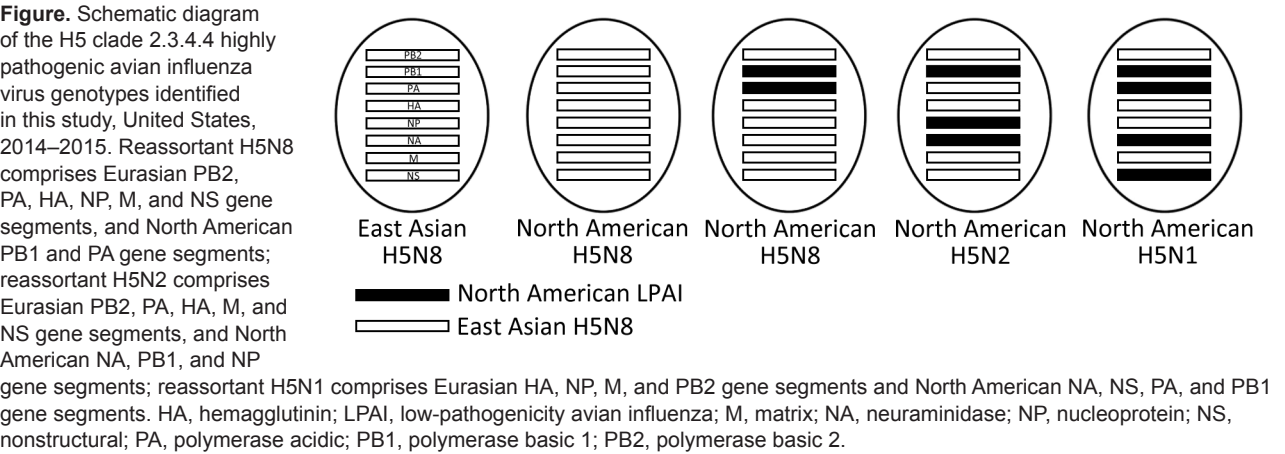 Figure. Schematic diagram
of the H5 clade 2.3.4.4 highly
pathogenic avian influenza
virus genotypes identified
in this study, United States,
2014–2015. Reassortant H5N8
comprises Eurasian PB2,
PA, HA, NP, M, and NS gene
segments, and North American
PB1 and PA gene segments;
reassortant H5N2 comprises
Eurasian PB2, PA, HA, M, and
NS gene segments, and North
American NA, PB1, and NP
gene segments; reassortant H5N1 comprises Eurasian HA, NP, M, and PB2 gene segments and North American NA, NS, PA, and PB1
gene segments. HA, hemagglutinin; LPAI, low-pathogenicity avian influenza; M, matrix; NA, neuraminidase; NP, nucleoprotein; NS,
nonstructural; PA, polymerase acidic; PB1, polymerase basic 1; PB2, polymerase basic 2.
PB2
PB1
PA
HA
NP
NA
M
NS
East Asian
H5N8
North American
H5N8
North American
H5N8
North American
H5N2
North American
H5N1
North American LPAI
East Asian H5N8